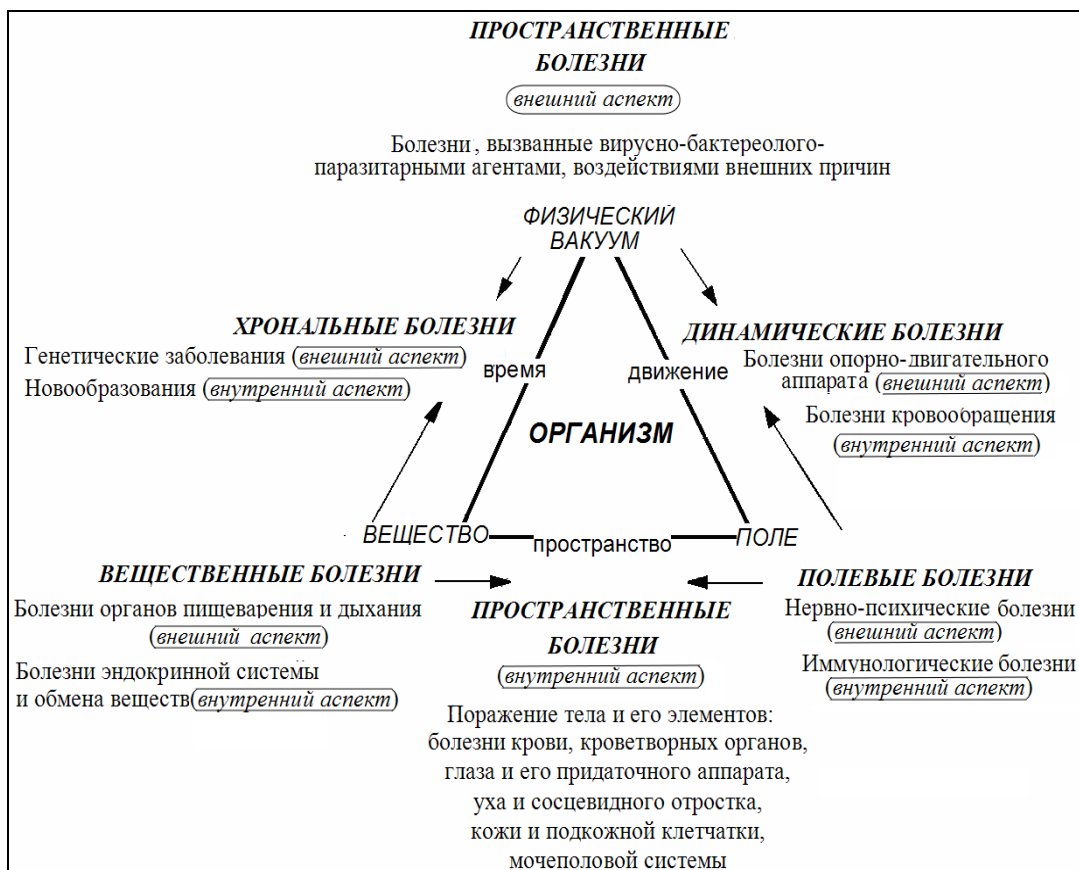 ПРОСТРАНСТВЕННЫЕ
БОЛЕЗНИ
внешний аспект
Болезни, вызванные вирусно-бактереолого-
паразитарными агентами, воздействиями внешних причин
ФИЗИЧЕСКИЙ
ВАКУУМ
ХРОНАЛЬНЫЕ БОЛЕЗНИ
Генетические заболевания (внешний аспект)
Новообразования (внутренний аспект)
время
движение
ДИНАМИЧЕСКИЕ БОЛЕЗНИ
Болезни опорно-двигательного
аппарата (внешний аспект)
Болезни кровообращения
(внутренний аспект)
ОРГАНИЗМ
ВЕЩЕСТВО
пространство
ПОЛЕ
ВЕЩЕСТВЕННЫЕ БОЛЕЗНИ
Болезни органов пищеварения и дыхания
(внешний аспект)
Болезни эндокринной системы
и обмена веществ(внутренний аспект)
ПРОСТРАНСТВЕННЫЕ
БОЛЕЗНИ
(внутренний аспект)
Поражение тела и его элементов:
болезни крови, кроветворных органов,
глаза и его придаточного аппарата,
уха и сосцевидного отростка,
кожи и подкожной клетчатки,
мочеполовой системы
ПОЛЕВЫЕ БОЛЕЗНИ
Нервно-психические болезни
(внешний аспект)
Иммунологические болезни
(внутренний аспект)